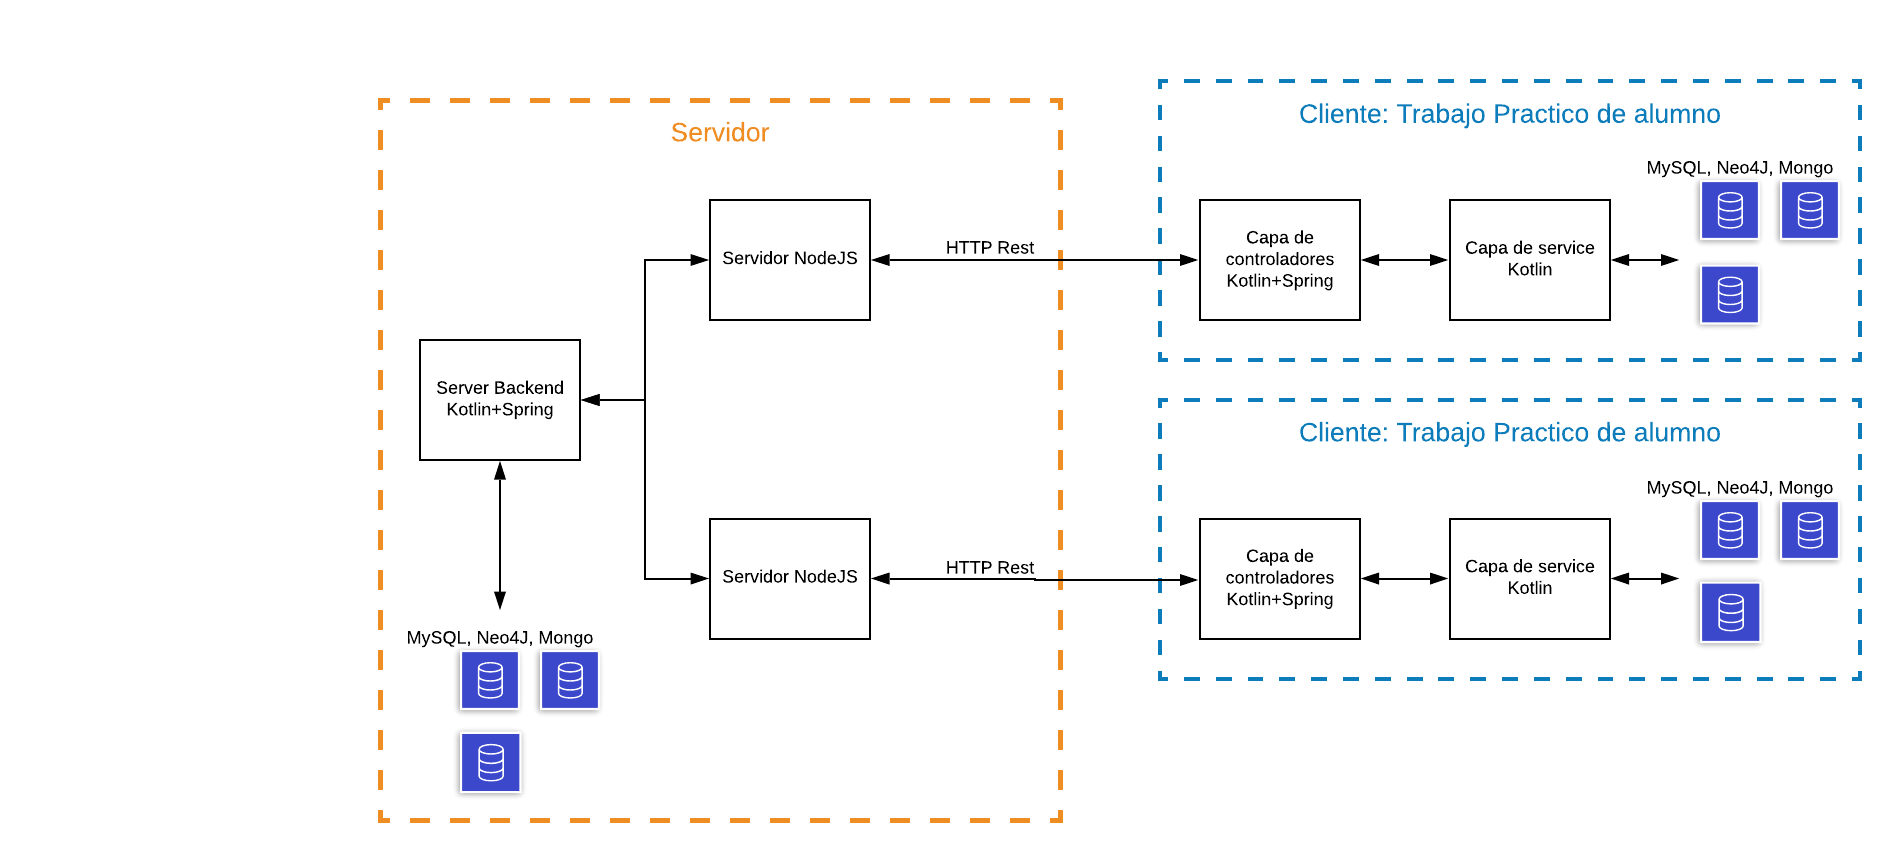 Servidor
Servidor NodeJS
HTTP Rest
Server Backend
Kotlin+Spring
Servidor NodeJS
HTTP Rest
MySQL, Neo4J, Mongo
Cliente: Trabajo Practico de alumno
MySQL, Neo4J, Mongo
Capa de
controladores
Kotlin+Spring
Capa de service
Kotlin
Cliente: Trabajo Practico de alumno
MySQL, Neo4J, Mongo
Capa de
controladores
Kotlin+Spring
Capa de service
Kotlin